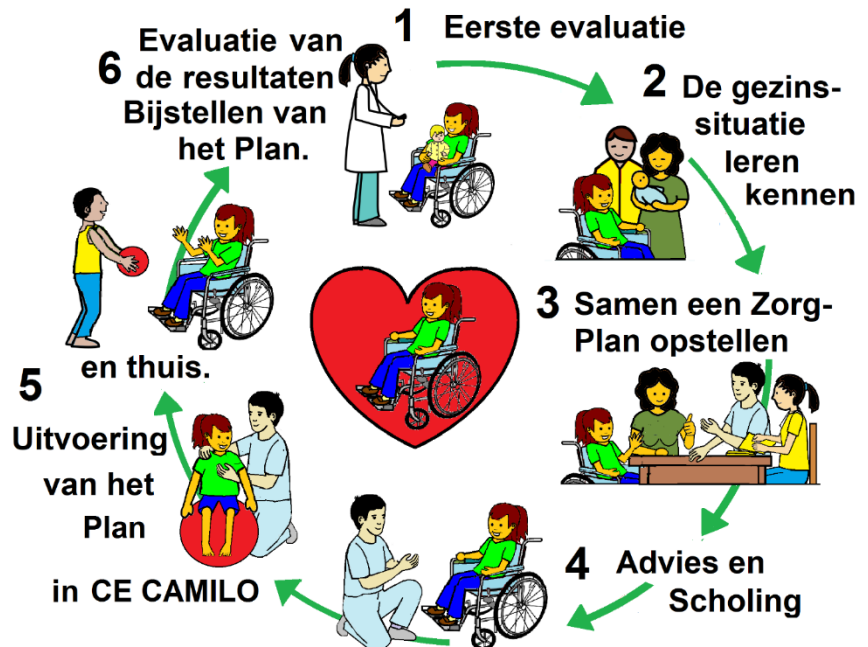 1 Eerste evaluatie
2 De gezins-
situatie
leren
kennen
3 Samen een Zorg-
Plan opstellen
4 Advies en
Scholing
5
Uitvoering
van het
Plan
in CE CAMILO
en thuis.
6 Evaluatie van
de resultaten
Bijstellen van
het Plan.